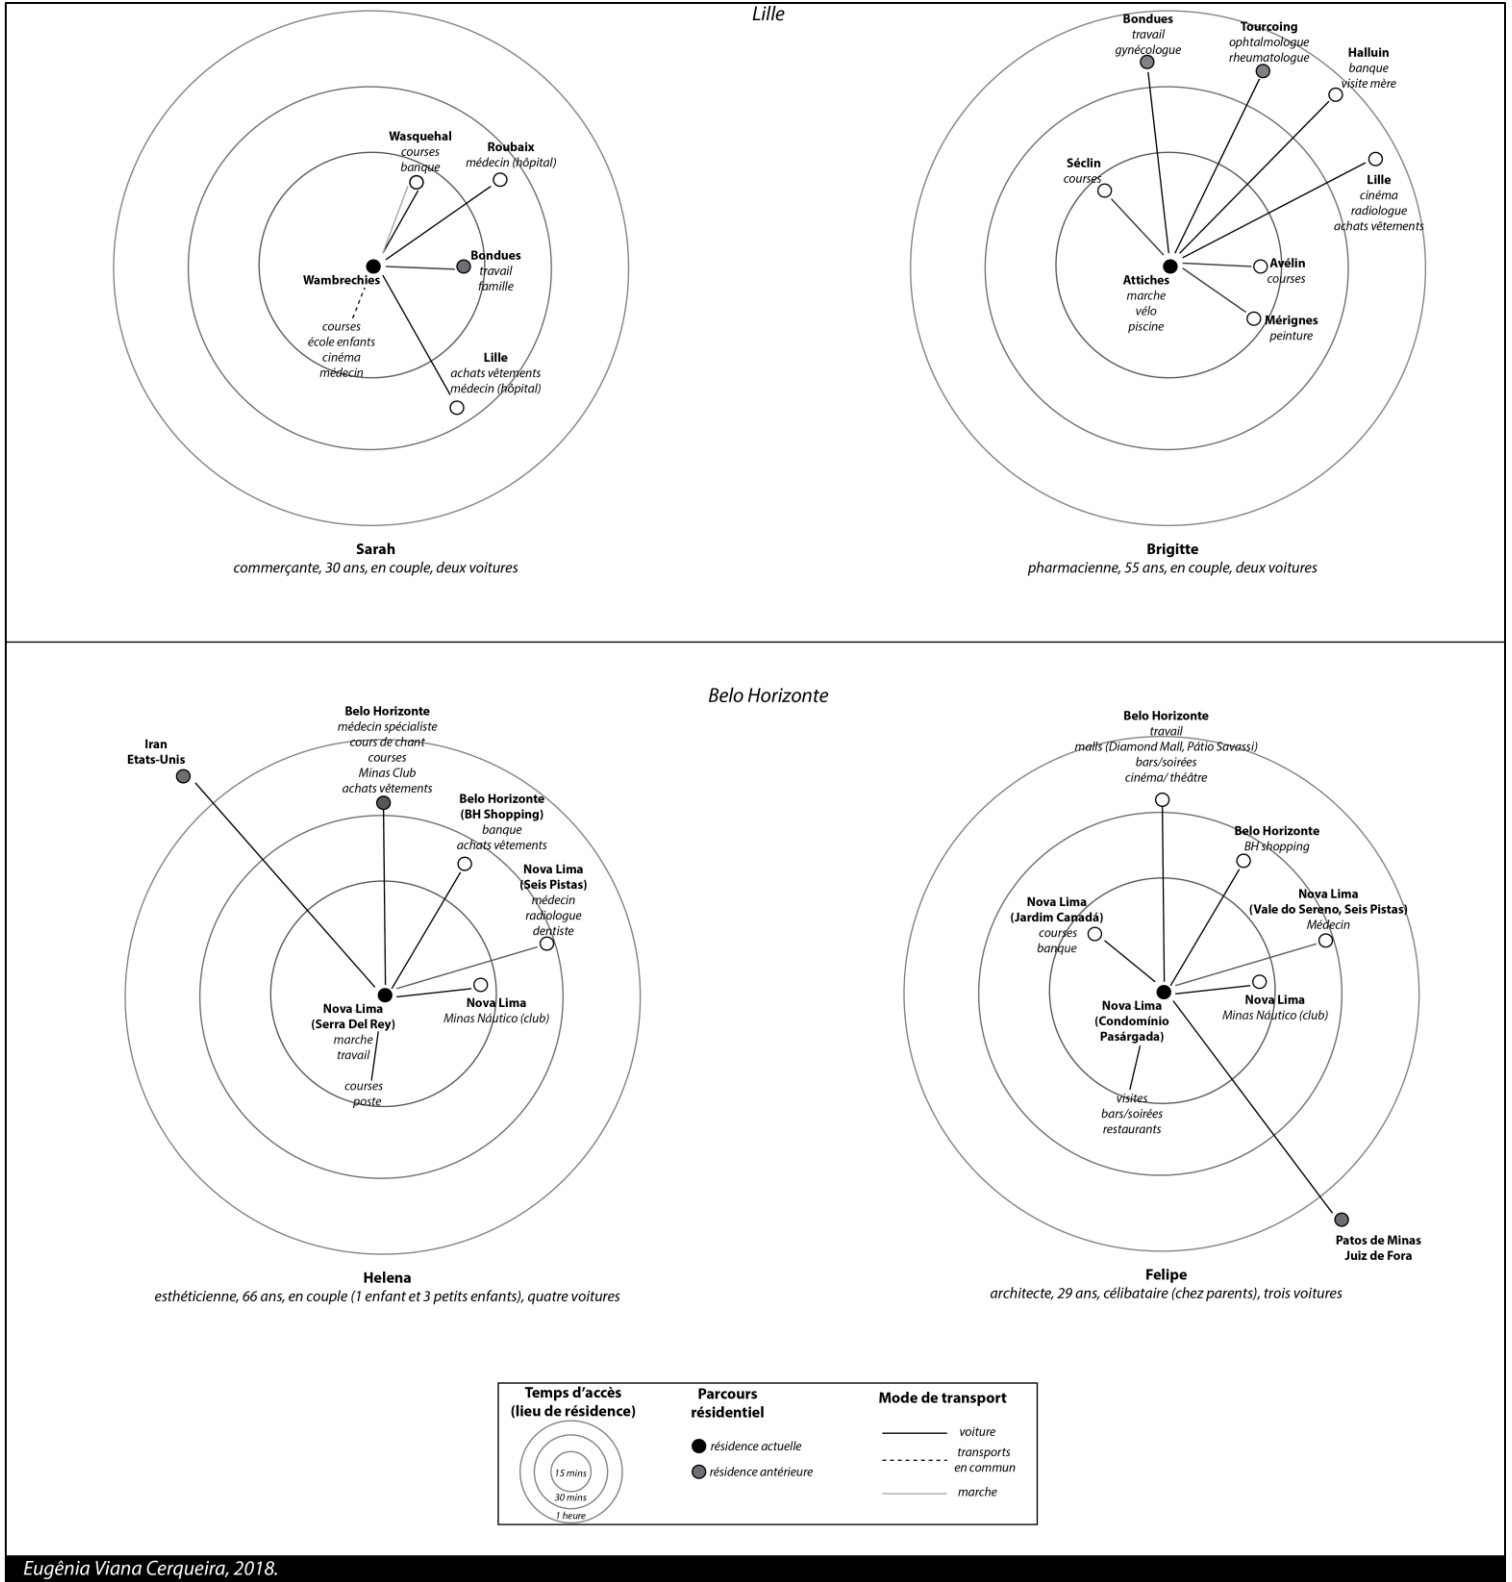 Lille
Wasquehal
courses
banque
Roubaix
médecin (hôpital)
Bondues
travail
famille
Wambrechies
courses
école enfants
cinéma
médecin
Lille
achats vêtements
médecin (hôpital)
Sarah
commerçante, 30 ans, en couple, deux voitures
Bondues
travail
gynécologue
Tourcoing
ophtalmologue
rheumatologue
Halluin
banque
visite mère
Séclin
courses
Lille
cinéma
radiologue
achats vêtements
Avélin
courses
Attiches
marche
vélo
piscine
Mérignes
peinture
Brigitte
pharmacienne, 55 ans, en couple, deux voitures
Belo Horizonte
Iran
Etats-Unis
Belo Horizonte
médecin spécialiste
cours de chant
courses
Minas Club
achats vêtements
Belo Horizonte
(BH Shopping)
banque
achats vêtements
Nova Lima
(Seis Pistas)
médecin
radiologue
dentiste
Nova Lima
Minas Náutico (club)
Nova Lima
(Serra Del Rey)
marche
travail
courses
poste
Helena
esthéticienne, 66 ans, en couple (1 enfant et 3 petits enfants), quatre voitures
Belo Horizonte
travail
malls (Diamond Mall, Pátio Savassi)
bars/soirées
cinéma/ théâtre
Belo Horizonte
BH shopping
Nova Lima
(Jardim Canadá)
courses
banque
Nova Lima
(Vale do Sereno, Seis Pistas)
Médecin
Nova Lima
Minas Náutico (club)
Nova Lima
(Condomínio
Pasárgada)
visites
bars/soirées
restaurants
Patos de Minas
Juiz de Fora
Felipe
architecte, 29 ans, célibataire (chez parents), trois voitures
Temps d'accès
(lieu de résidence)
15 mins
30 mins
1 heure
Parcours
résidentiel
résidence actuelle
résidence antérieure
Mode de transport
voiture
transports
en commun
marche
Eugênia Viana Cerqueira, 2018.